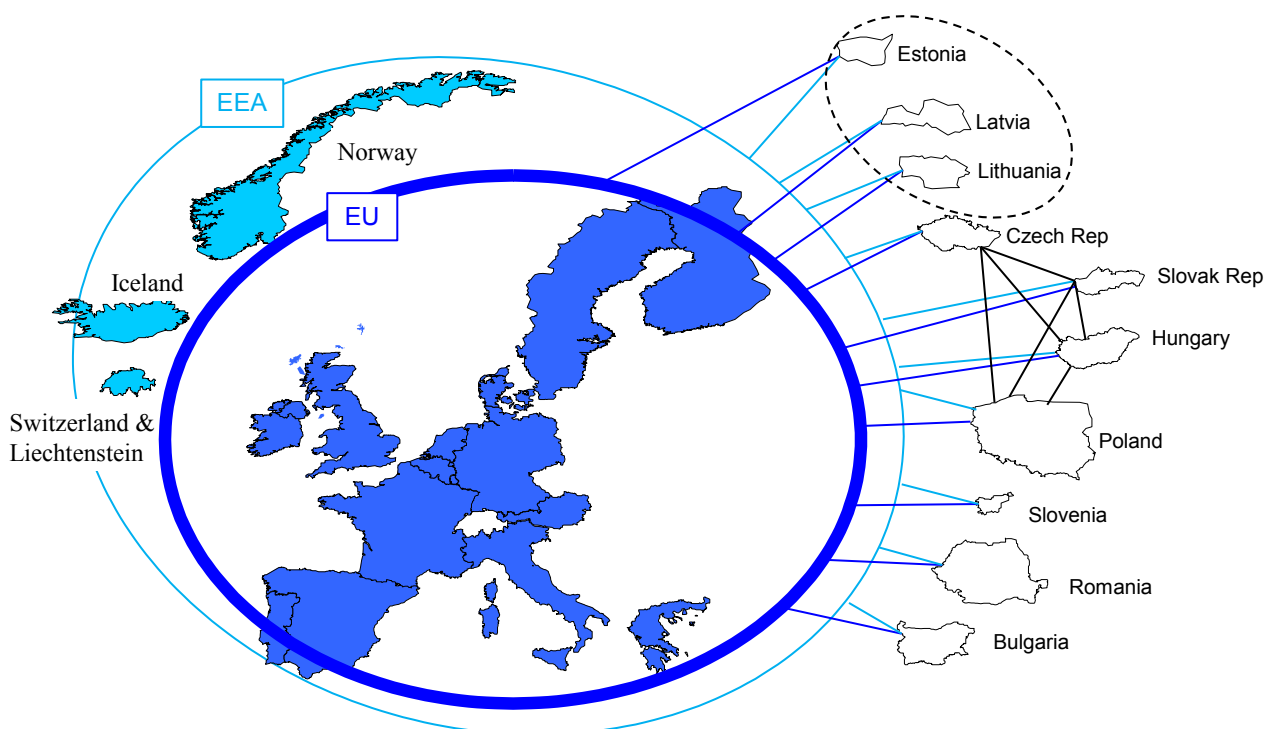 Estonia
EEA
Latvia
Norway
Lithuania
EU
Czech Rep
Slovak Rep
Iceland
Hungary
Switzerland &
Liechtenstein
Poland
Slovenia
Romania
Bulgaria